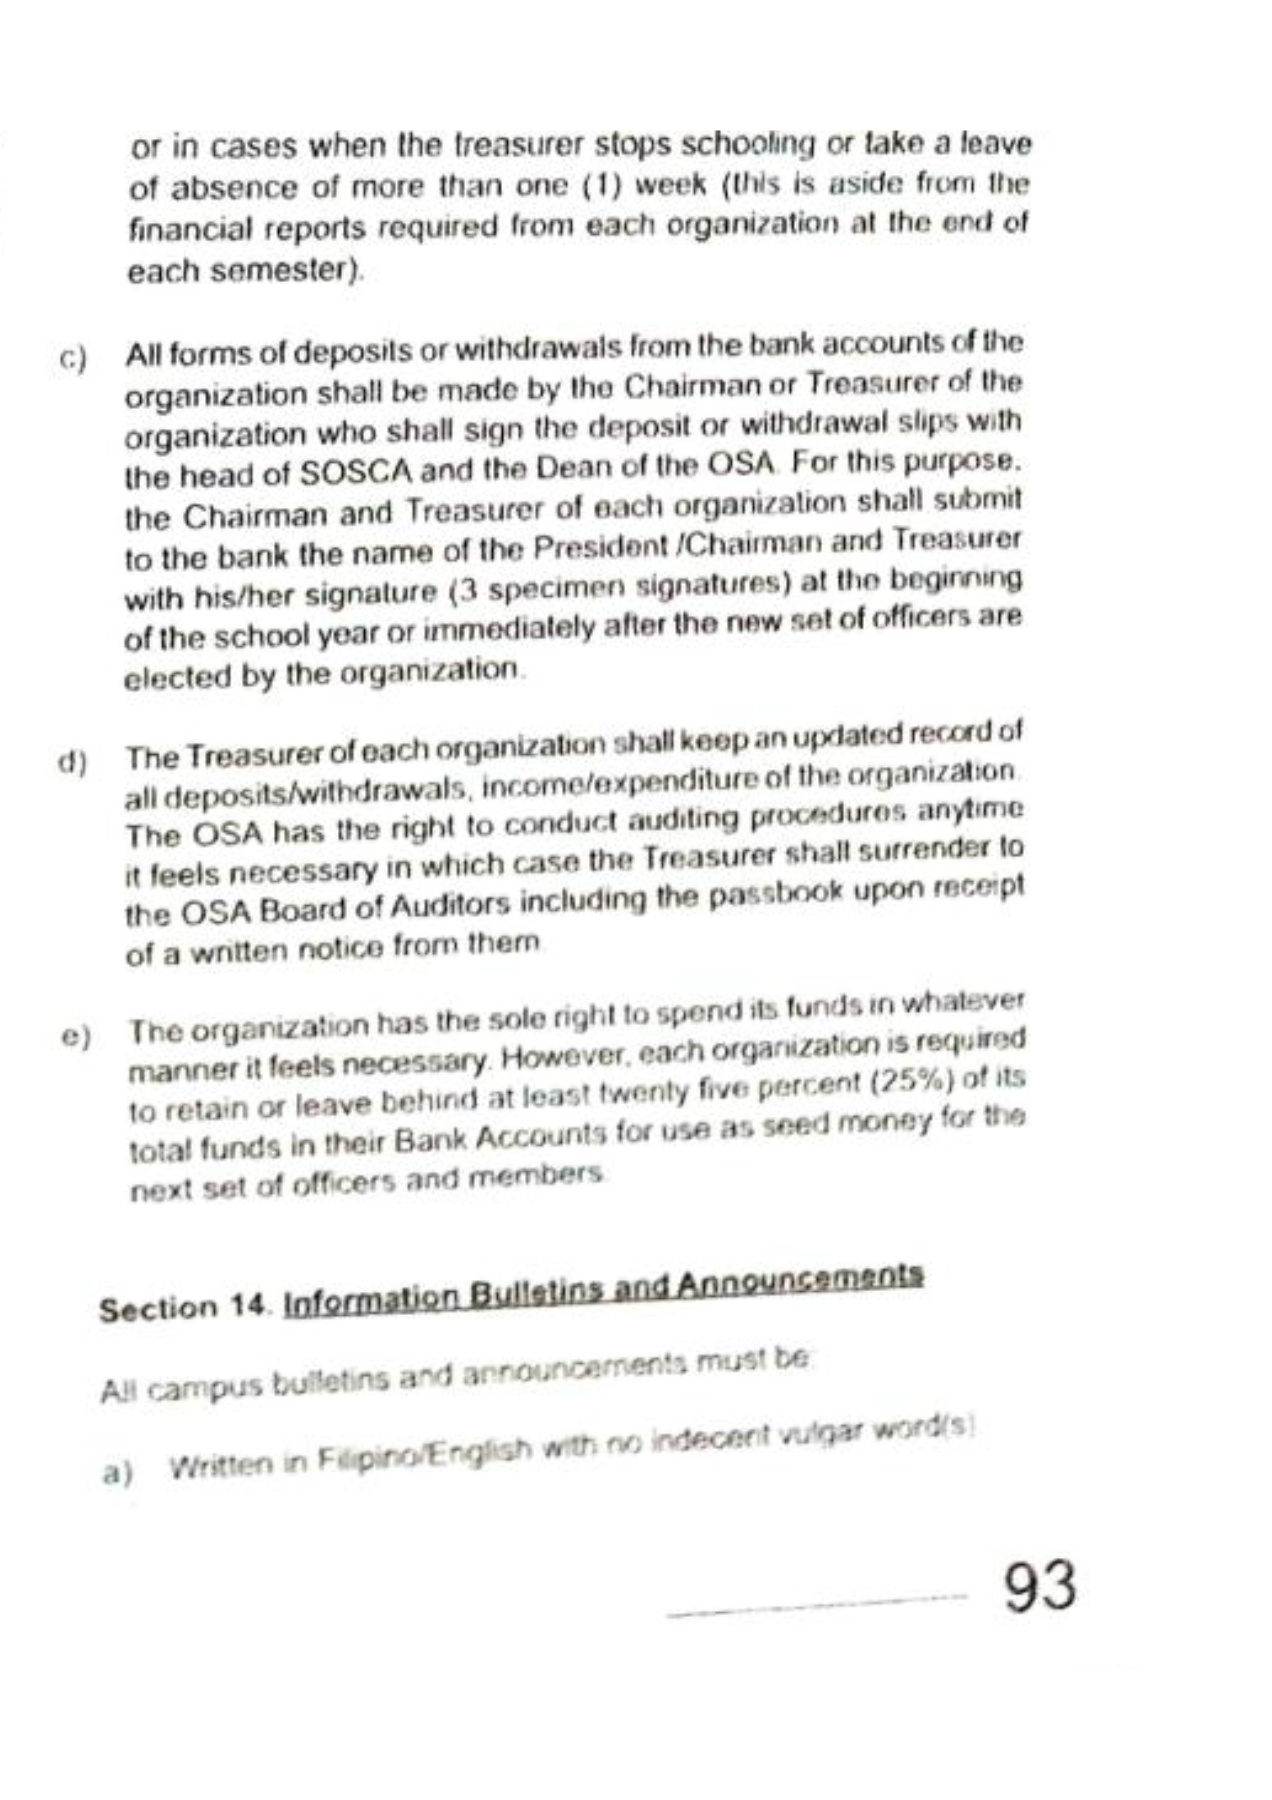 or in cases when the treasurer stops schooling or take a leave
of absence of more than one (1) week (this is aside from the
financial reports required from each organization at the end of
each semester).
c) All forms of deposits or withdrawals from the bank accounts of the
organization shall be made by the Chairman or Treasurer of the
organization who shall sign the deposit or withdrawal slips with
the head of SOSCA and the Dean of the OSA. For this purpose,
the Chairman and Treasurer of each organization shall submit
to the bank the name of the President /Chairman and Treasurer
with his/her signature (3 specimen signatures) at the beginning
of the school year or immediately after the new set of officers are
elected by the organization.
d) The Treasurer of each organization shall keep an updated record of
all deposits/withdrawals, income/expenditure of the organization.
The OSA has the right to conduct auditing procedures anytime
it feels necessary in which case the Treasurer shall surrender to
the OSA Board of Auditors including the passbook upon receipt
of a written notice from them
e) The organization has the sole right to spend its funds in whatever
manner it feels necessary. However, each organization is required
to retain or leave behind at least twenty five percent (25%) of its
total funds in their Bank Accounts for use as seed money for the
next set of officers and members.
Section 14. Information Bulletins and Announcements
All campus bulletins and announcements must be:
a) Written in Filipino/English with no indecent vulgar word(s)
93